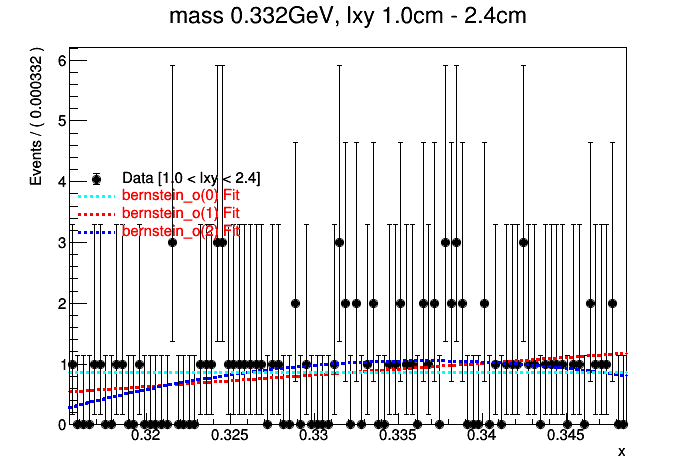 mass 0.332GeV, lxy 1.0cm - 2.4cm
Events / ( 0.000332 )
6
5
4
3
2
1
0
Data [1.0 < lxy < 2.4]
bernstein_o(0) Fit
bernstein_o(1) Fit
bernstein_o(2) Fit
0.32 0.325 0.33 0.335 0.34 0.345
x